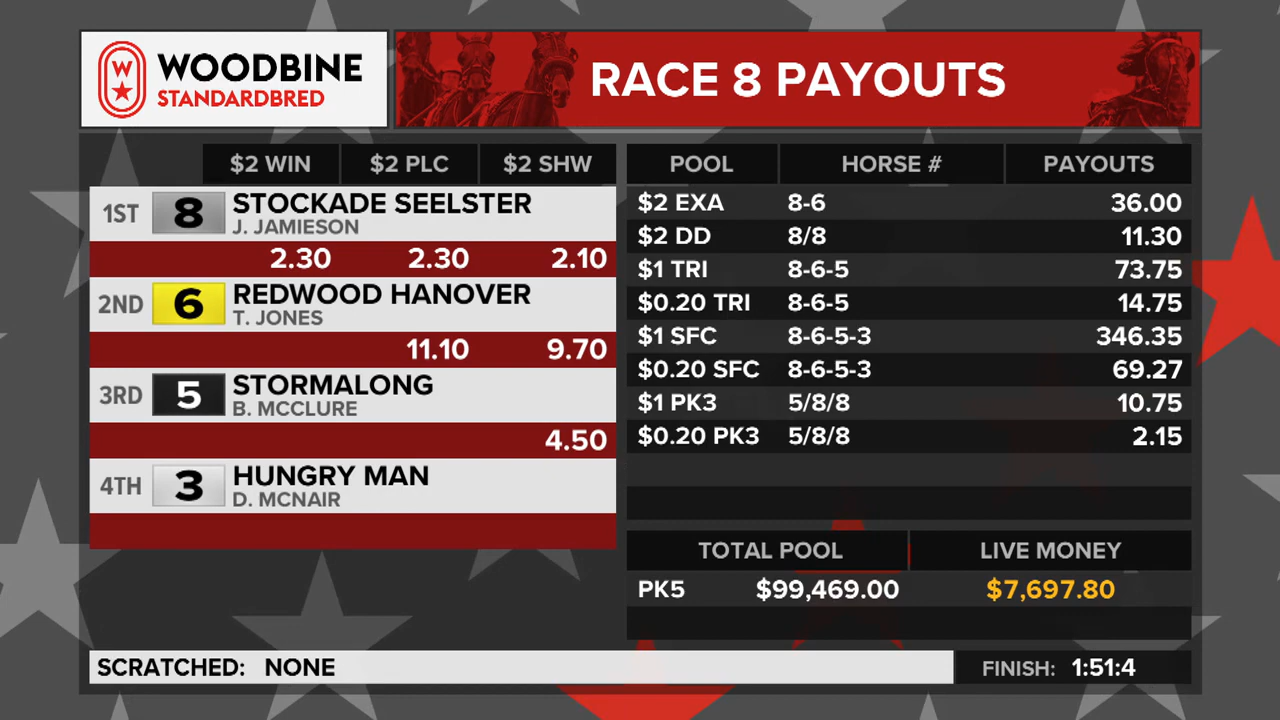 W
WOODBINE
STANDARDBRED
RACE 8 PAYOUTS
$2 WIN $2 PLC $2 SHW
1ST 8 STOCKADE SEELSTER
J. JAMIESON
2.30 2.30 2.10
2ND 6 REDWOOD HANOVER
T. JONES
11.10 9.70
3RD 5 STORMALONG
B. MCCLURE
4.50
4TH 3 HUNGRY MAN
D. MCNAIR
POOL HORSE # PAYOUTS
$2 EXA 8-6 36.00
$2 DD 8/8 11.30
$1 TRI 8-6-5 73.75
$0.20 TRI 8-6-5 14.75
$1 SFC 8-6-5-3 346.35
$0.20 SFC 8-6-5-3 69.27
$1 PK3 5/8/8 10.75
$0.20 PK3 5/8/8 2.15
TOTAL POOL LIVE MONEY
PK5 $99,469.00 $7,697.80
SCRATCHED: NONE
FINISH: 1:51:4